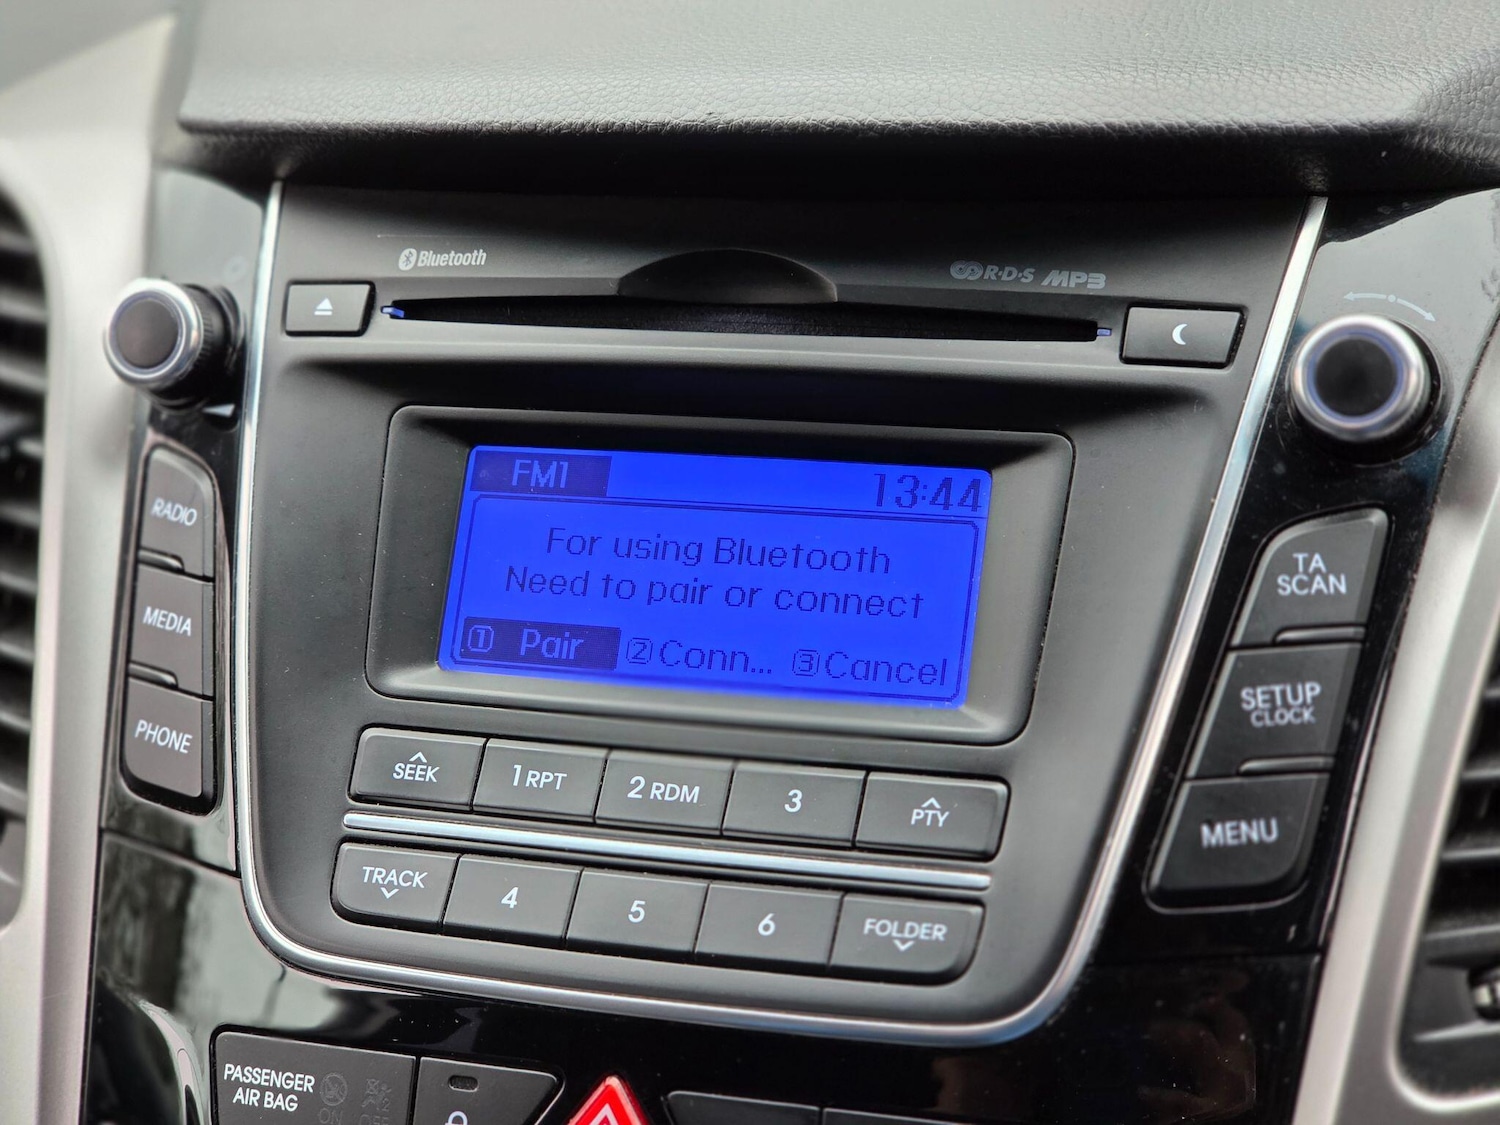 Bluetooth
R·D·S MP3
FM1
13:44
For using Bluetooth
Need to pair or connect
1 Pair
2 Conn...
3 Cancel
RADIO
MEDIA
PHONE
TA
SCAN
SETUP
CLOCK
MENU
SEEK
1 RPT
2 RDM
3
PTY
TRACK
4
5
6
FOLDER
PASSENGER
AIR BAG
ON
OFF